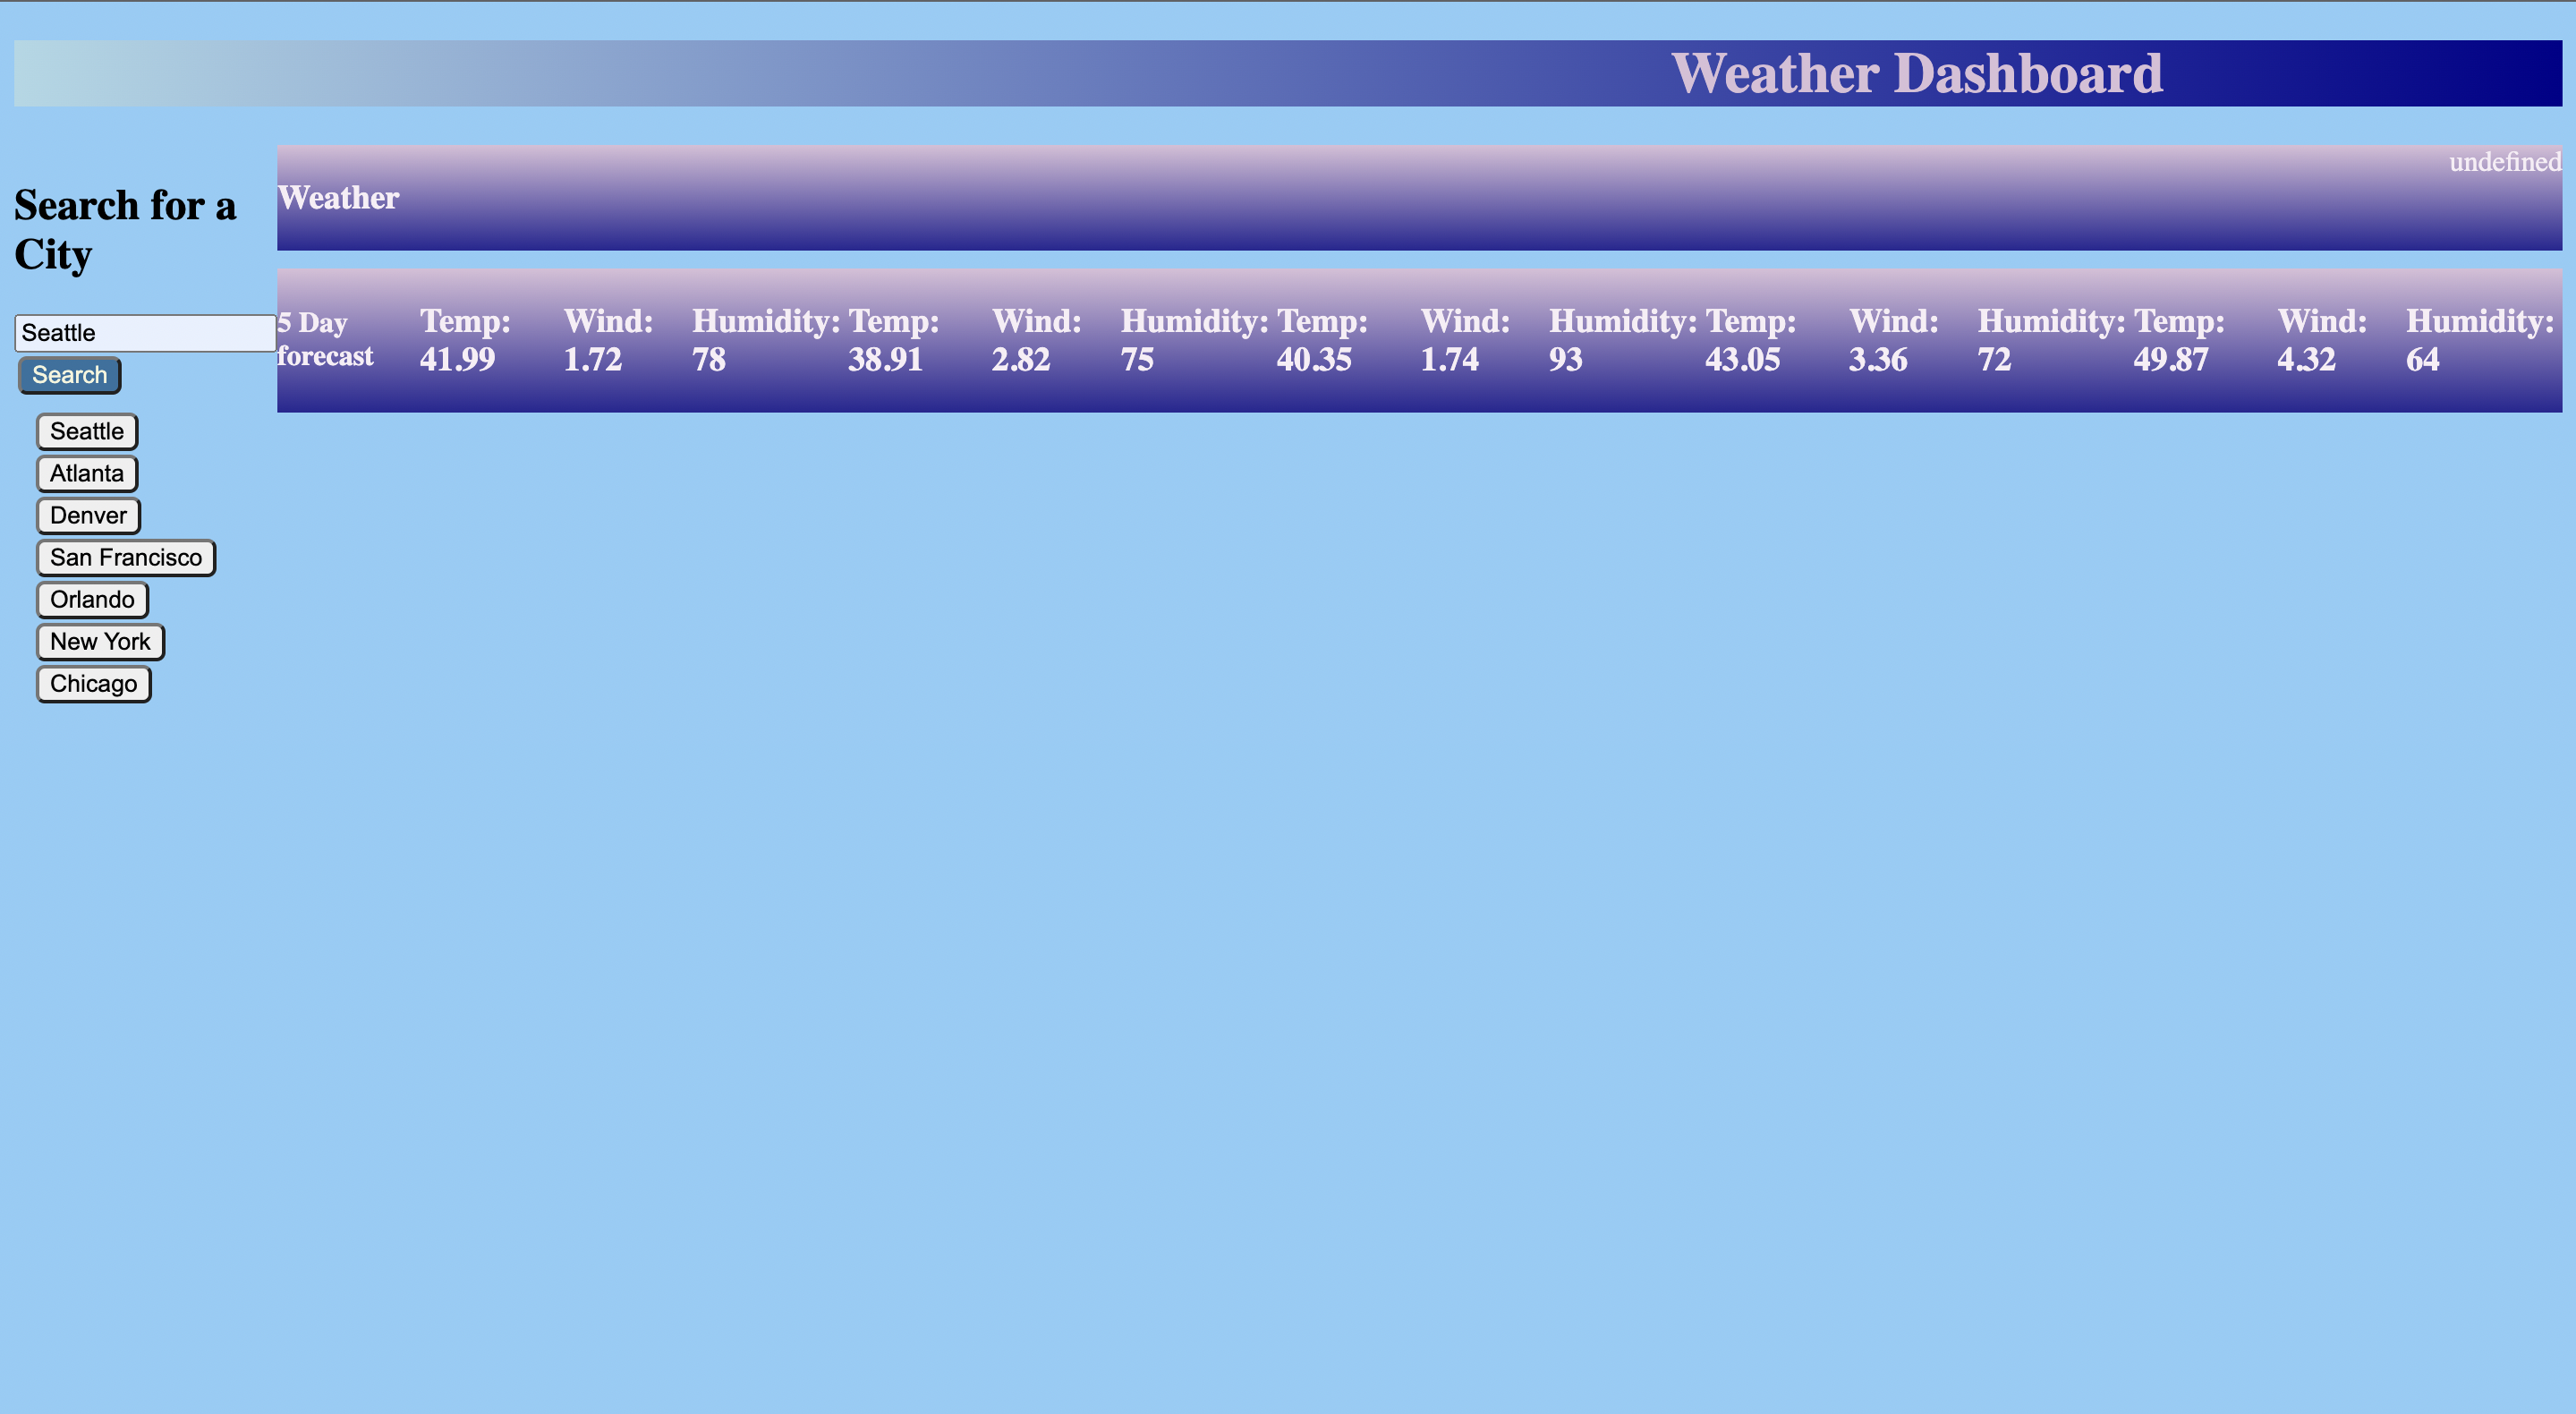 Weather Dashboard
Search for a
City
Seattle
Search
Seattle
Atlanta
Denver
San Francisco
Orlando
New York
Chicago
undefined
Weather
5 Day
forecast
Temp: Wind: Humidity: Temp: Wind: Humidity: Temp: Wind: Humidity: Temp: Wind: Humidity: Temp: Wind: Humidity:
41.99 1.72 78 38.91 2.82 75 40.35 1.74 93 43.05 3.36 72 49.87 4.32 64